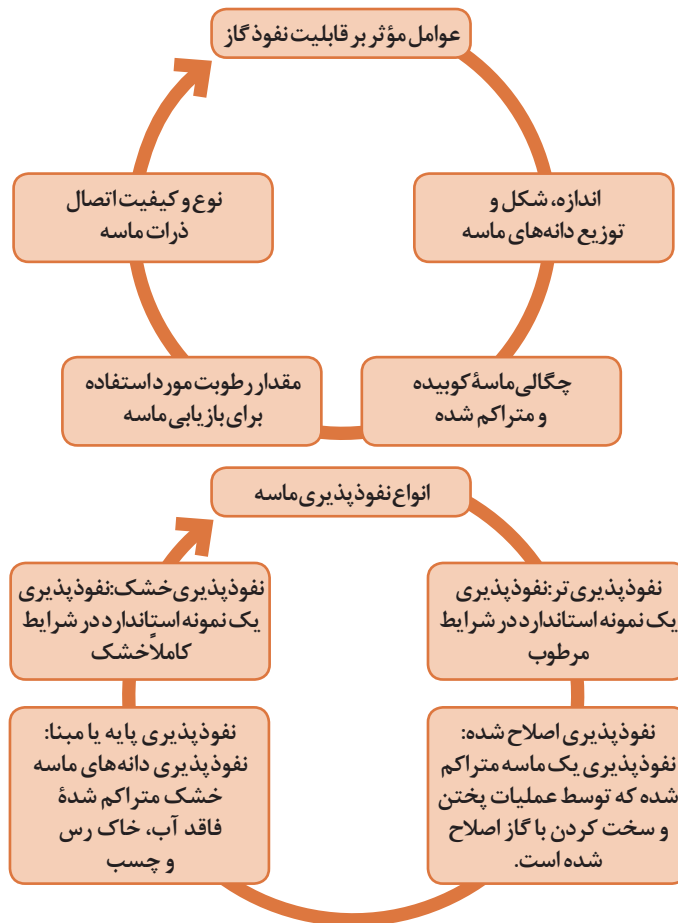 عوامل مؤثر بر قابلیت نفوذ گاز
اندازه، شکل و
توزیع دانه‌های ماسه
چگالی ماسهٔ کوبیده
و متراکم شده
مقدار رطوبت مورد استفاده
برای بازیابی ماسه
نوع و کیفیت اتصال
ذرات ماسه
انواع نفوذپذیری ماسه
نفوذپذیری تر: نفوذپذیری
یک نمونه استاندارد در شرایط
مرطوب
نفوذپذیری اصلاح شده:
نفوذپذیری یک ماسه متراکم
شده که توسط عملیات پختن
و سخت کردن با گاز اصلاح
شده است.
نفوذپذیری پایه یا مبنا:
نفوذپذیری دانه‌های ماسه
خشک متراکم شدهٔ
فاقد آب، خاک رس
و چسب
نفوذپذیری خشک: نفوذپذیری
یک نمونه استاندارد در شرایط
کاملاً خشک